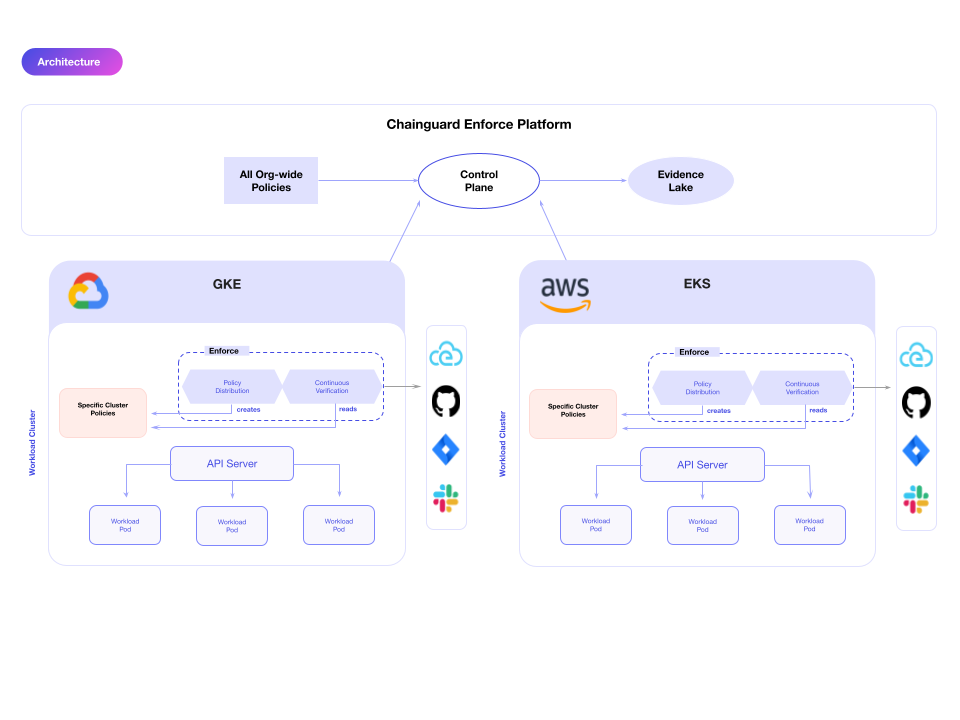 Architecture
Chainguard Enforce Platform
All Org-wide
Policies
Control
Plane
Evidence
Lake
GKE
Enforce
Policy
Distribution
Continuous
Verification
Specific Cluster
Policies
creates
reads
Workload Cluster
API Server
Workload
Pod
Workload
Pod
Workload
Pod
aws
EKS
Enforce
Policy
Distribution
Continuous
Verification
Specific Cluster
Policies
creates
reads
Workload Cluster
API Server
Workload
Pod
Workload
Pod
Workload
Pod